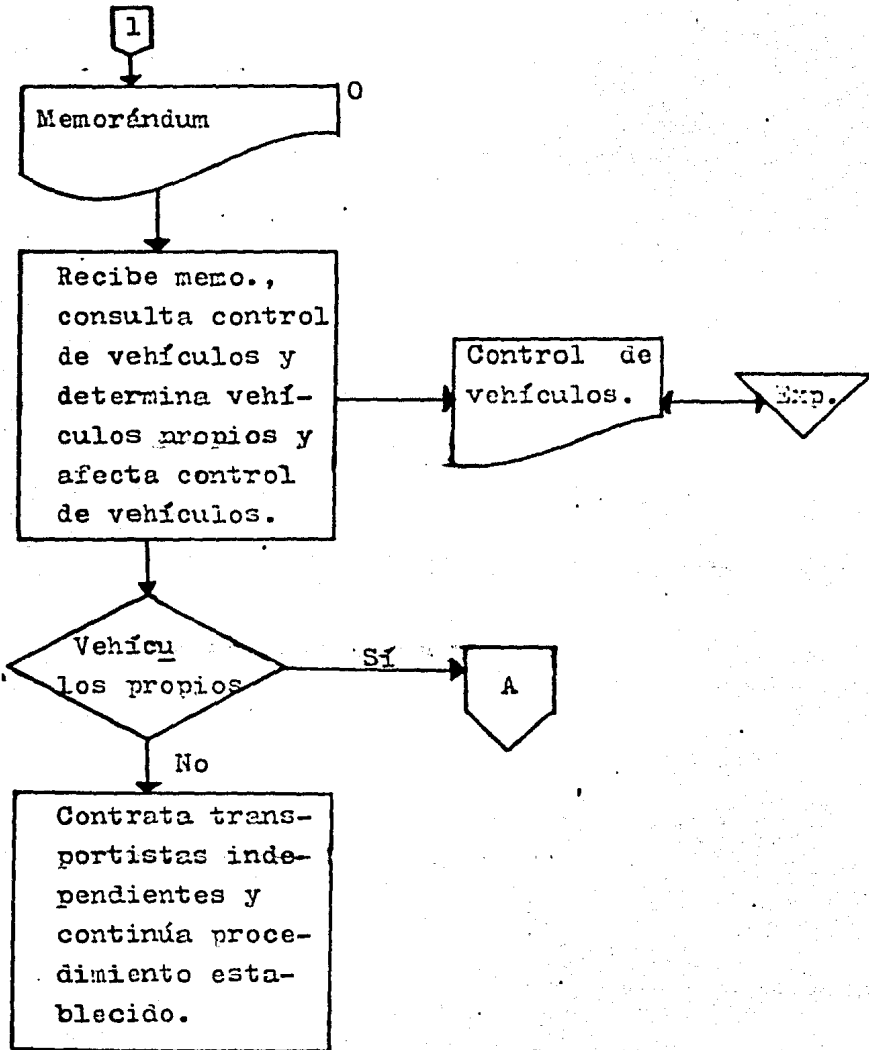 1
O
Memorándum
Recibe memo.,
consulta control
de vehículos y
determina vehí-
culos propios y
afecta control
de vehículos.
Control de
vehículos.
Exp.
Vehícu
los propios
Sí
A
No
Contrata trans-
portistas inde-
pendientes y
continúa proce-
dimiento esta-
blecido.